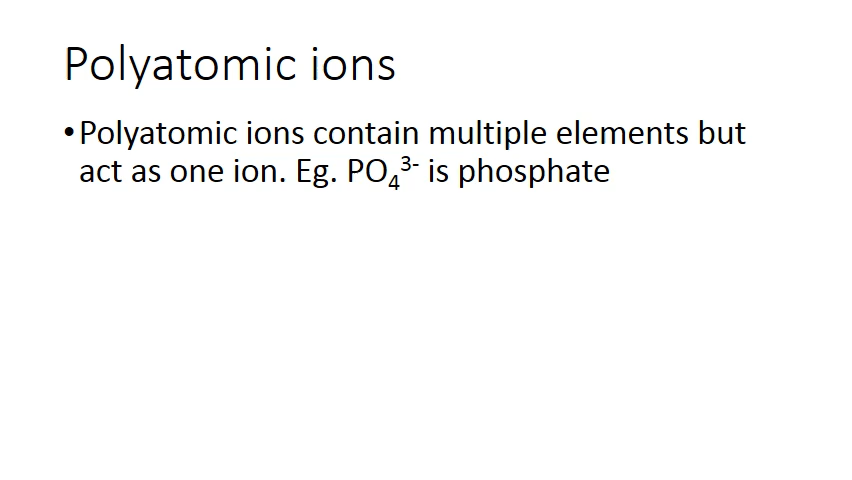 Polyatomic ions
•Polyatomic ions contain multiple elements but
act as one ion. Eg. PO₄³⁻ is phosphate